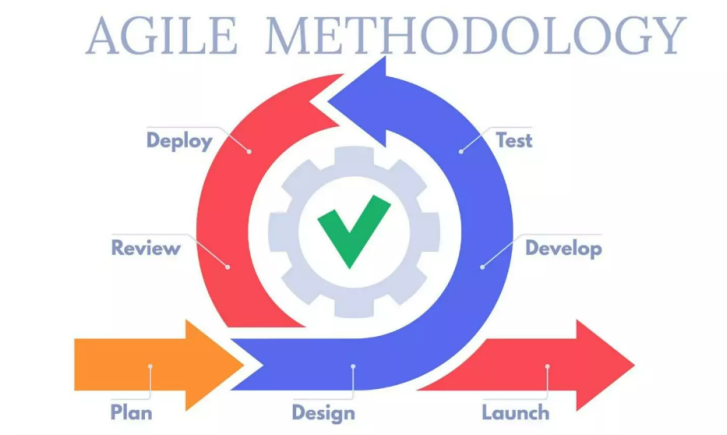 AGILE METHODOLOGY
Deploy
Test
Review
Develop
Plan
Design
Launch